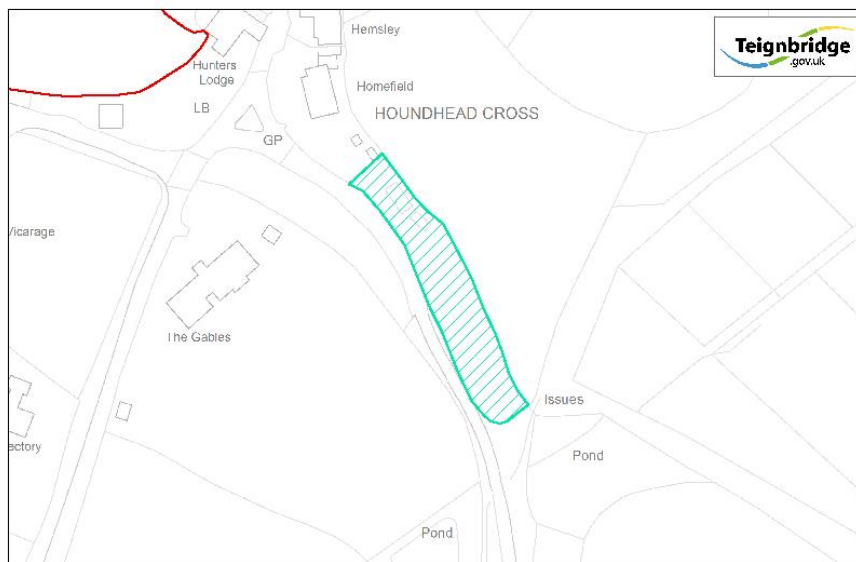 Hemsley
Teignbridge
.gov.uk
Hunters
Lodge
Homefield
LB
HOUNDHEAD CROSS
GP
Vicarage
The Gables
Issues
ectory
Pond
Pond